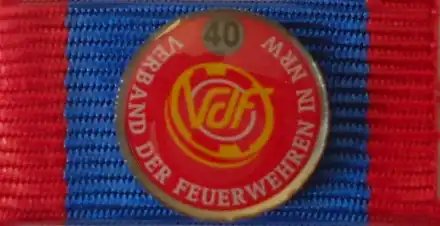 40
VERBAND DER FEUERWEHREN IN NRW
VdF